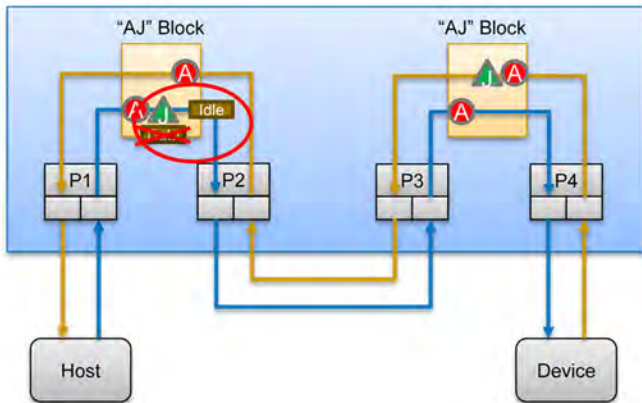 "AJ" Block
"AJ" Block
A
J
A
A
J
Idle
A
P1
P2
P3
P4
Host
Device